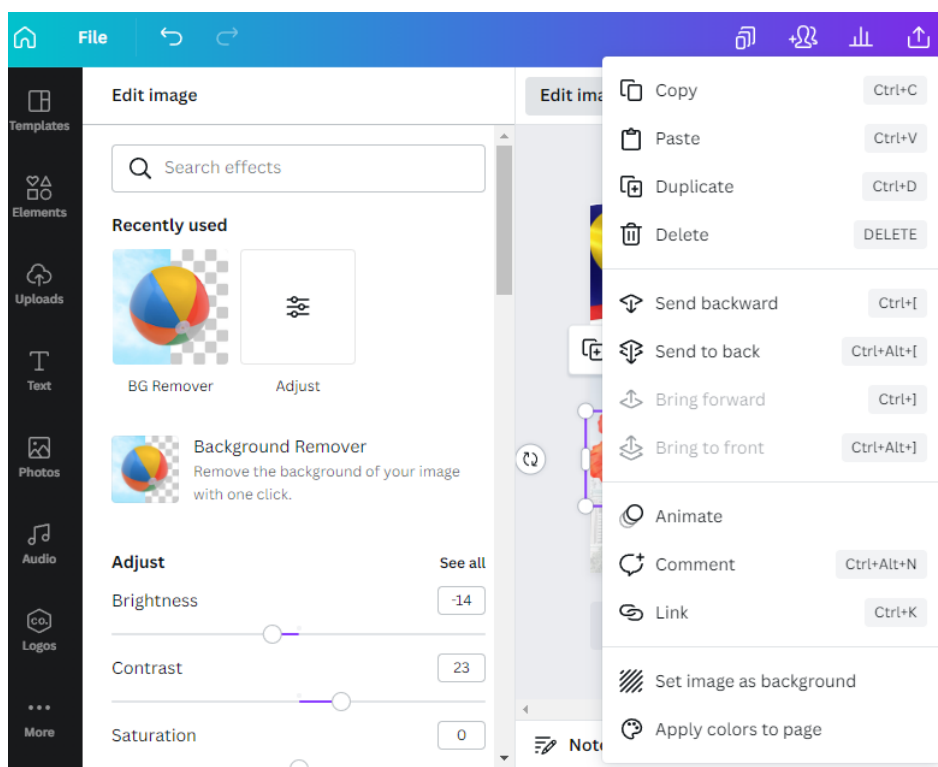 File
Templates
Elements
Uploads
Text
Photos
Audio
co.
Logos
More
Edit image
Search effects
Recently used
BG Remover
Adjust
Background Remover
Remove the background of your image
with one click.
Adjust See all
Brightness -14
Contrast 23
Saturation 0
Edit ima
Note
Copy Ctrl+C
Paste Ctrl+V
Duplicate Ctrl+D
Delete DELETE
Send backward Ctrl+[
Send to back Ctrl+Alt+[
Bring forward Ctrl+]
Bring to front Ctrl+Alt+]
Animate
Comment Ctrl+Alt+N
Link Ctrl+K
Set image as background
Apply colors to page